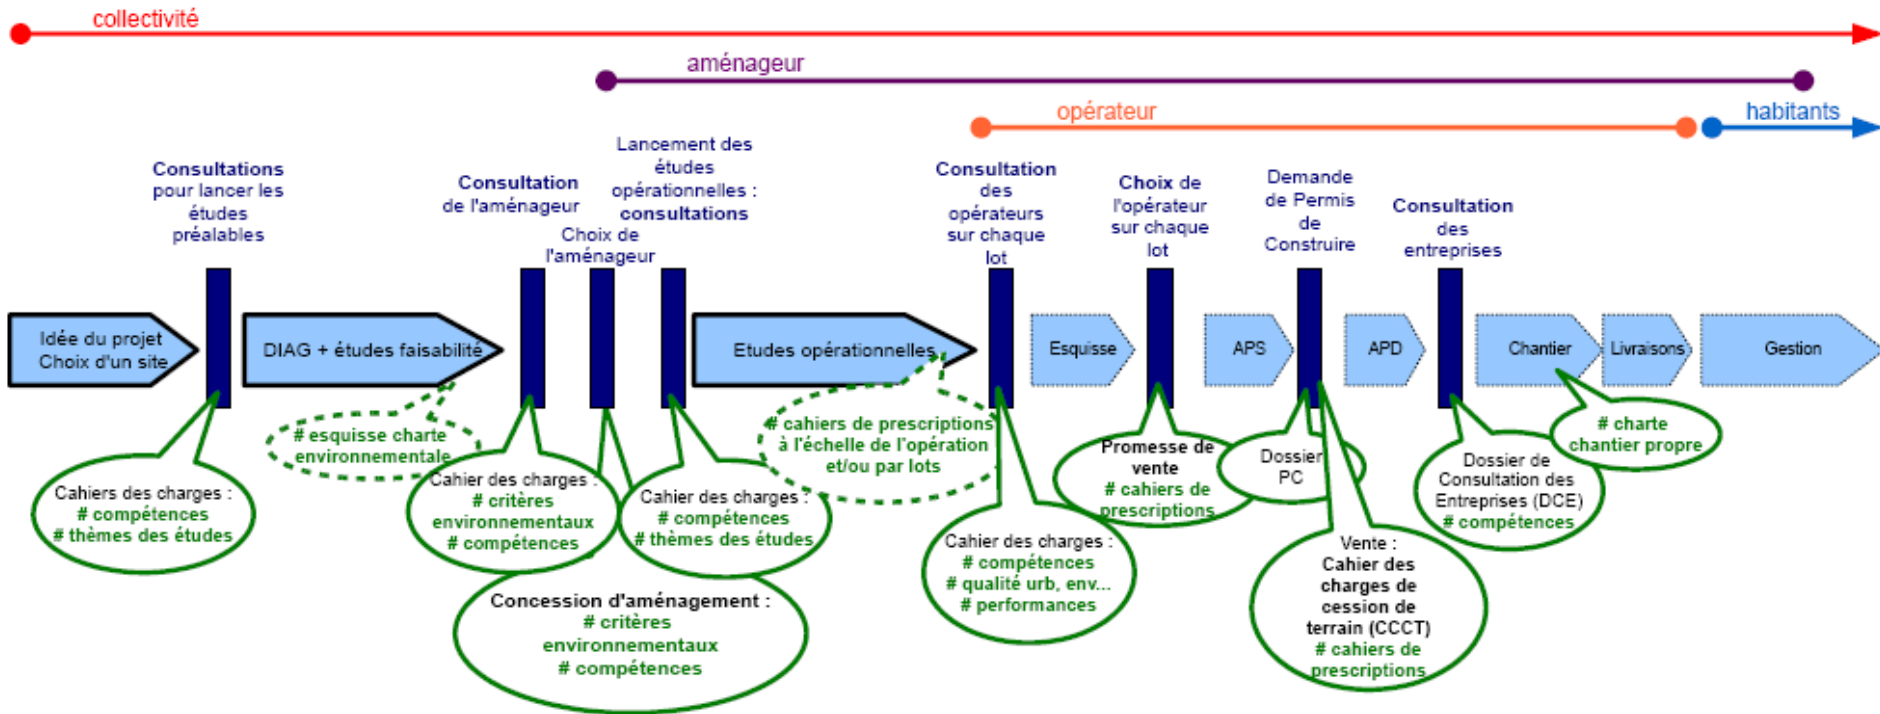 collectivité
aménageur
opérateur
habitants
Consultations
pour lancer les
études
préalables
Consultation
de l'aménageur
Choix de
l'aménageur
Lancement des
études
opérationnelles :
consultations
Consultation
des
opérateurs
sur chaque
lot
Choix de
l'opérateur
sur chaque
lot
Demande
de Permis
de
Construire
Consultation
des
entreprises
Idée du projet
Choix d'un site
DIAG + études faisabilité
Etudes opérationnelles
Esquisse
APS
APD
Chantier
Livraisons
Gestion
Cahiers des charges :
# compétences
# thèmes des études
# esquisse charte
environnementale
Cahier des charges :
# critères
environnementaux
# compétences
Concession d'aménagement :
# critères
environnementaux
# compétences
Cahier des charges :
# compétences
# thèmes des études
# cahiers de prescriptions
à l'échelle de l'opération
et/ou par lots
Cahier des charges :
# compétences
# qualité urb, env...
# performances
Promesse de
vente
# cahiers de
prescriptions
Dossier
PC
Vente :
Cahier des
charges de
cession de
terrain (CCCT)
# cahiers de
prescriptions
Dossier de
Consultation des
Entreprises (DCE)
# compétences
# charte
chantier propre